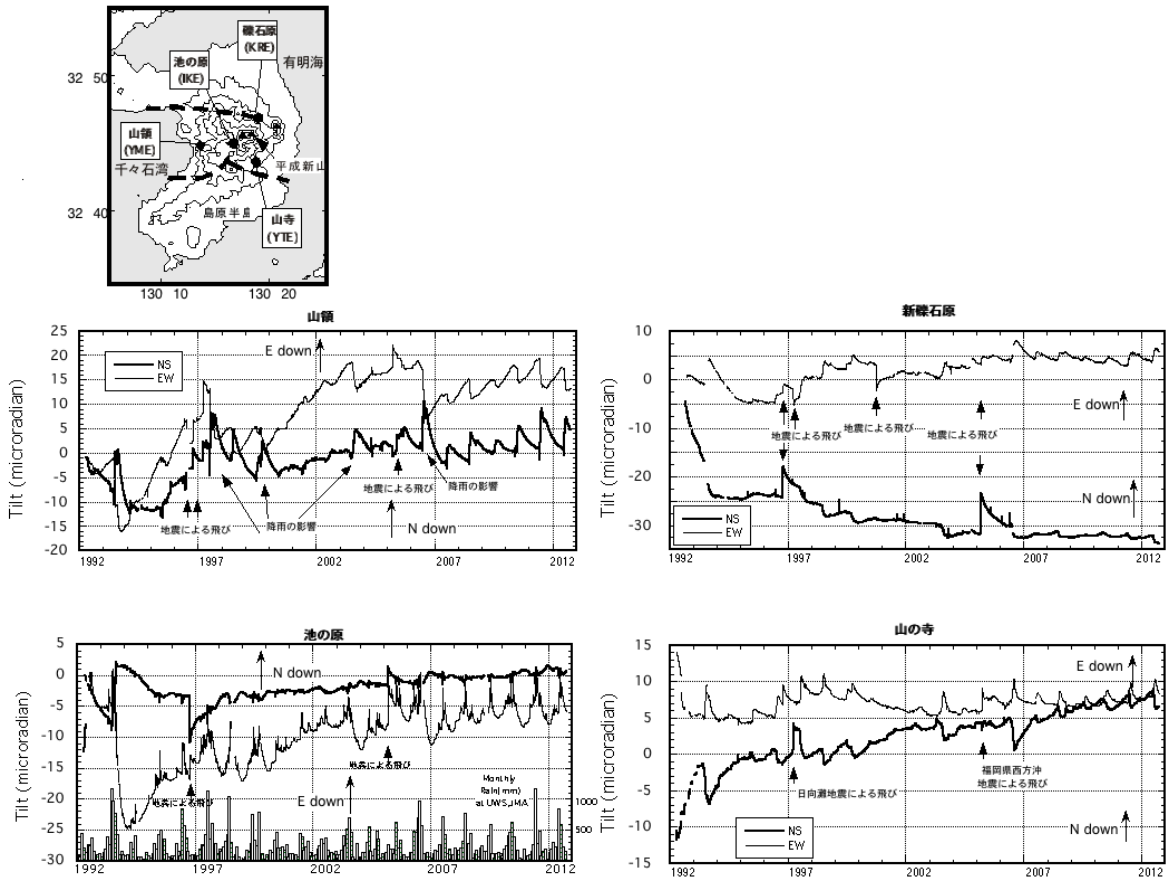 礫石原
(KRE)
池の原
(IKE)
有明海
32 50
山領
(YME)
千々石湾
平成新山
32 40
島原半島
山寺
(YTE)
130 10
130 20
山領
Tilt (microradian)
25
20
15
10
5
0
-5
-10
-15
-20
NS
EW
E down
地震による飛び
降雨の影響
地震による飛び
降雨の影響
N down
1992
1997
2002
2007
2012
新礫石原
Tilt (microradian)
10
0
-10
-20
-30
地震による飛び
地震による飛び
地震による飛び
E down
N down
NS
EW
1992
1997
2002
2007
2012
池の原
Tilt (microradian)
5
0
-5
-10
-15
-20
-25
-30
N down
地震による飛び
地震による飛び
E down
Monthly
Rain(mm)
at UWS,JMA
1000
500
1992
1997
2002
2007
2012
山の寺
Tilt (microradian)
15
10
5
0
-5
-10
-15
E down
日向灘地震による飛び
福岡県西方沖
地震による飛び
N down
NS
EW
1992
1997
2002
2007
2012